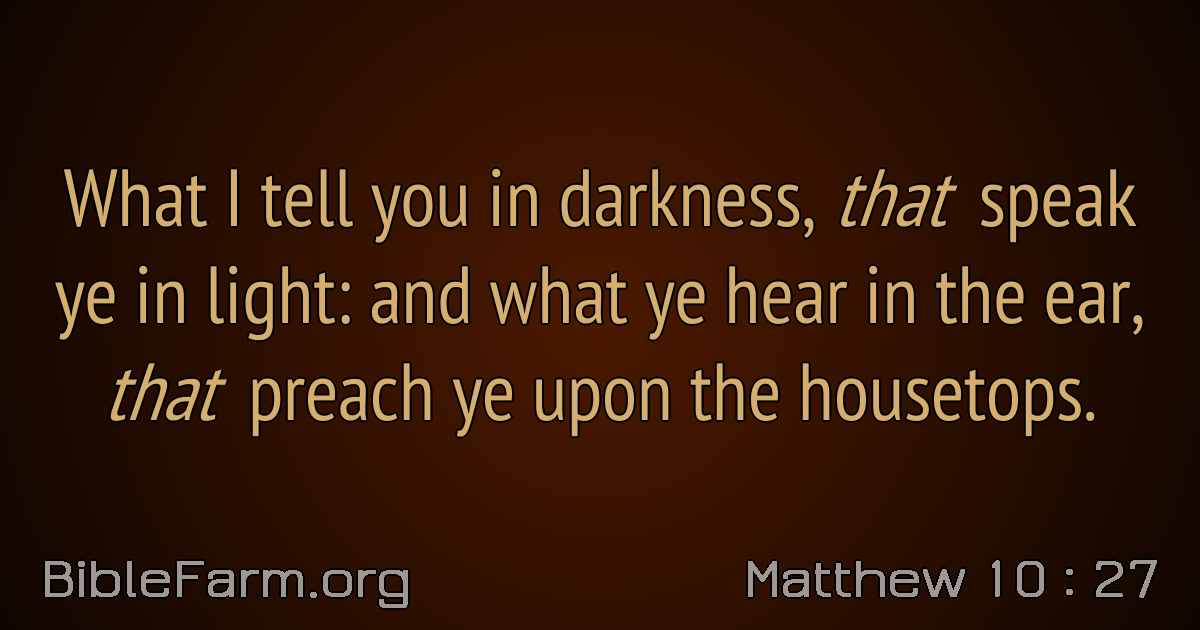 What I tell you in darkness, that speak
ye in light: and what ye hear in the ear,
that preach ye upon the housetops.
BibleFarm.org
Matthew 10 : 27